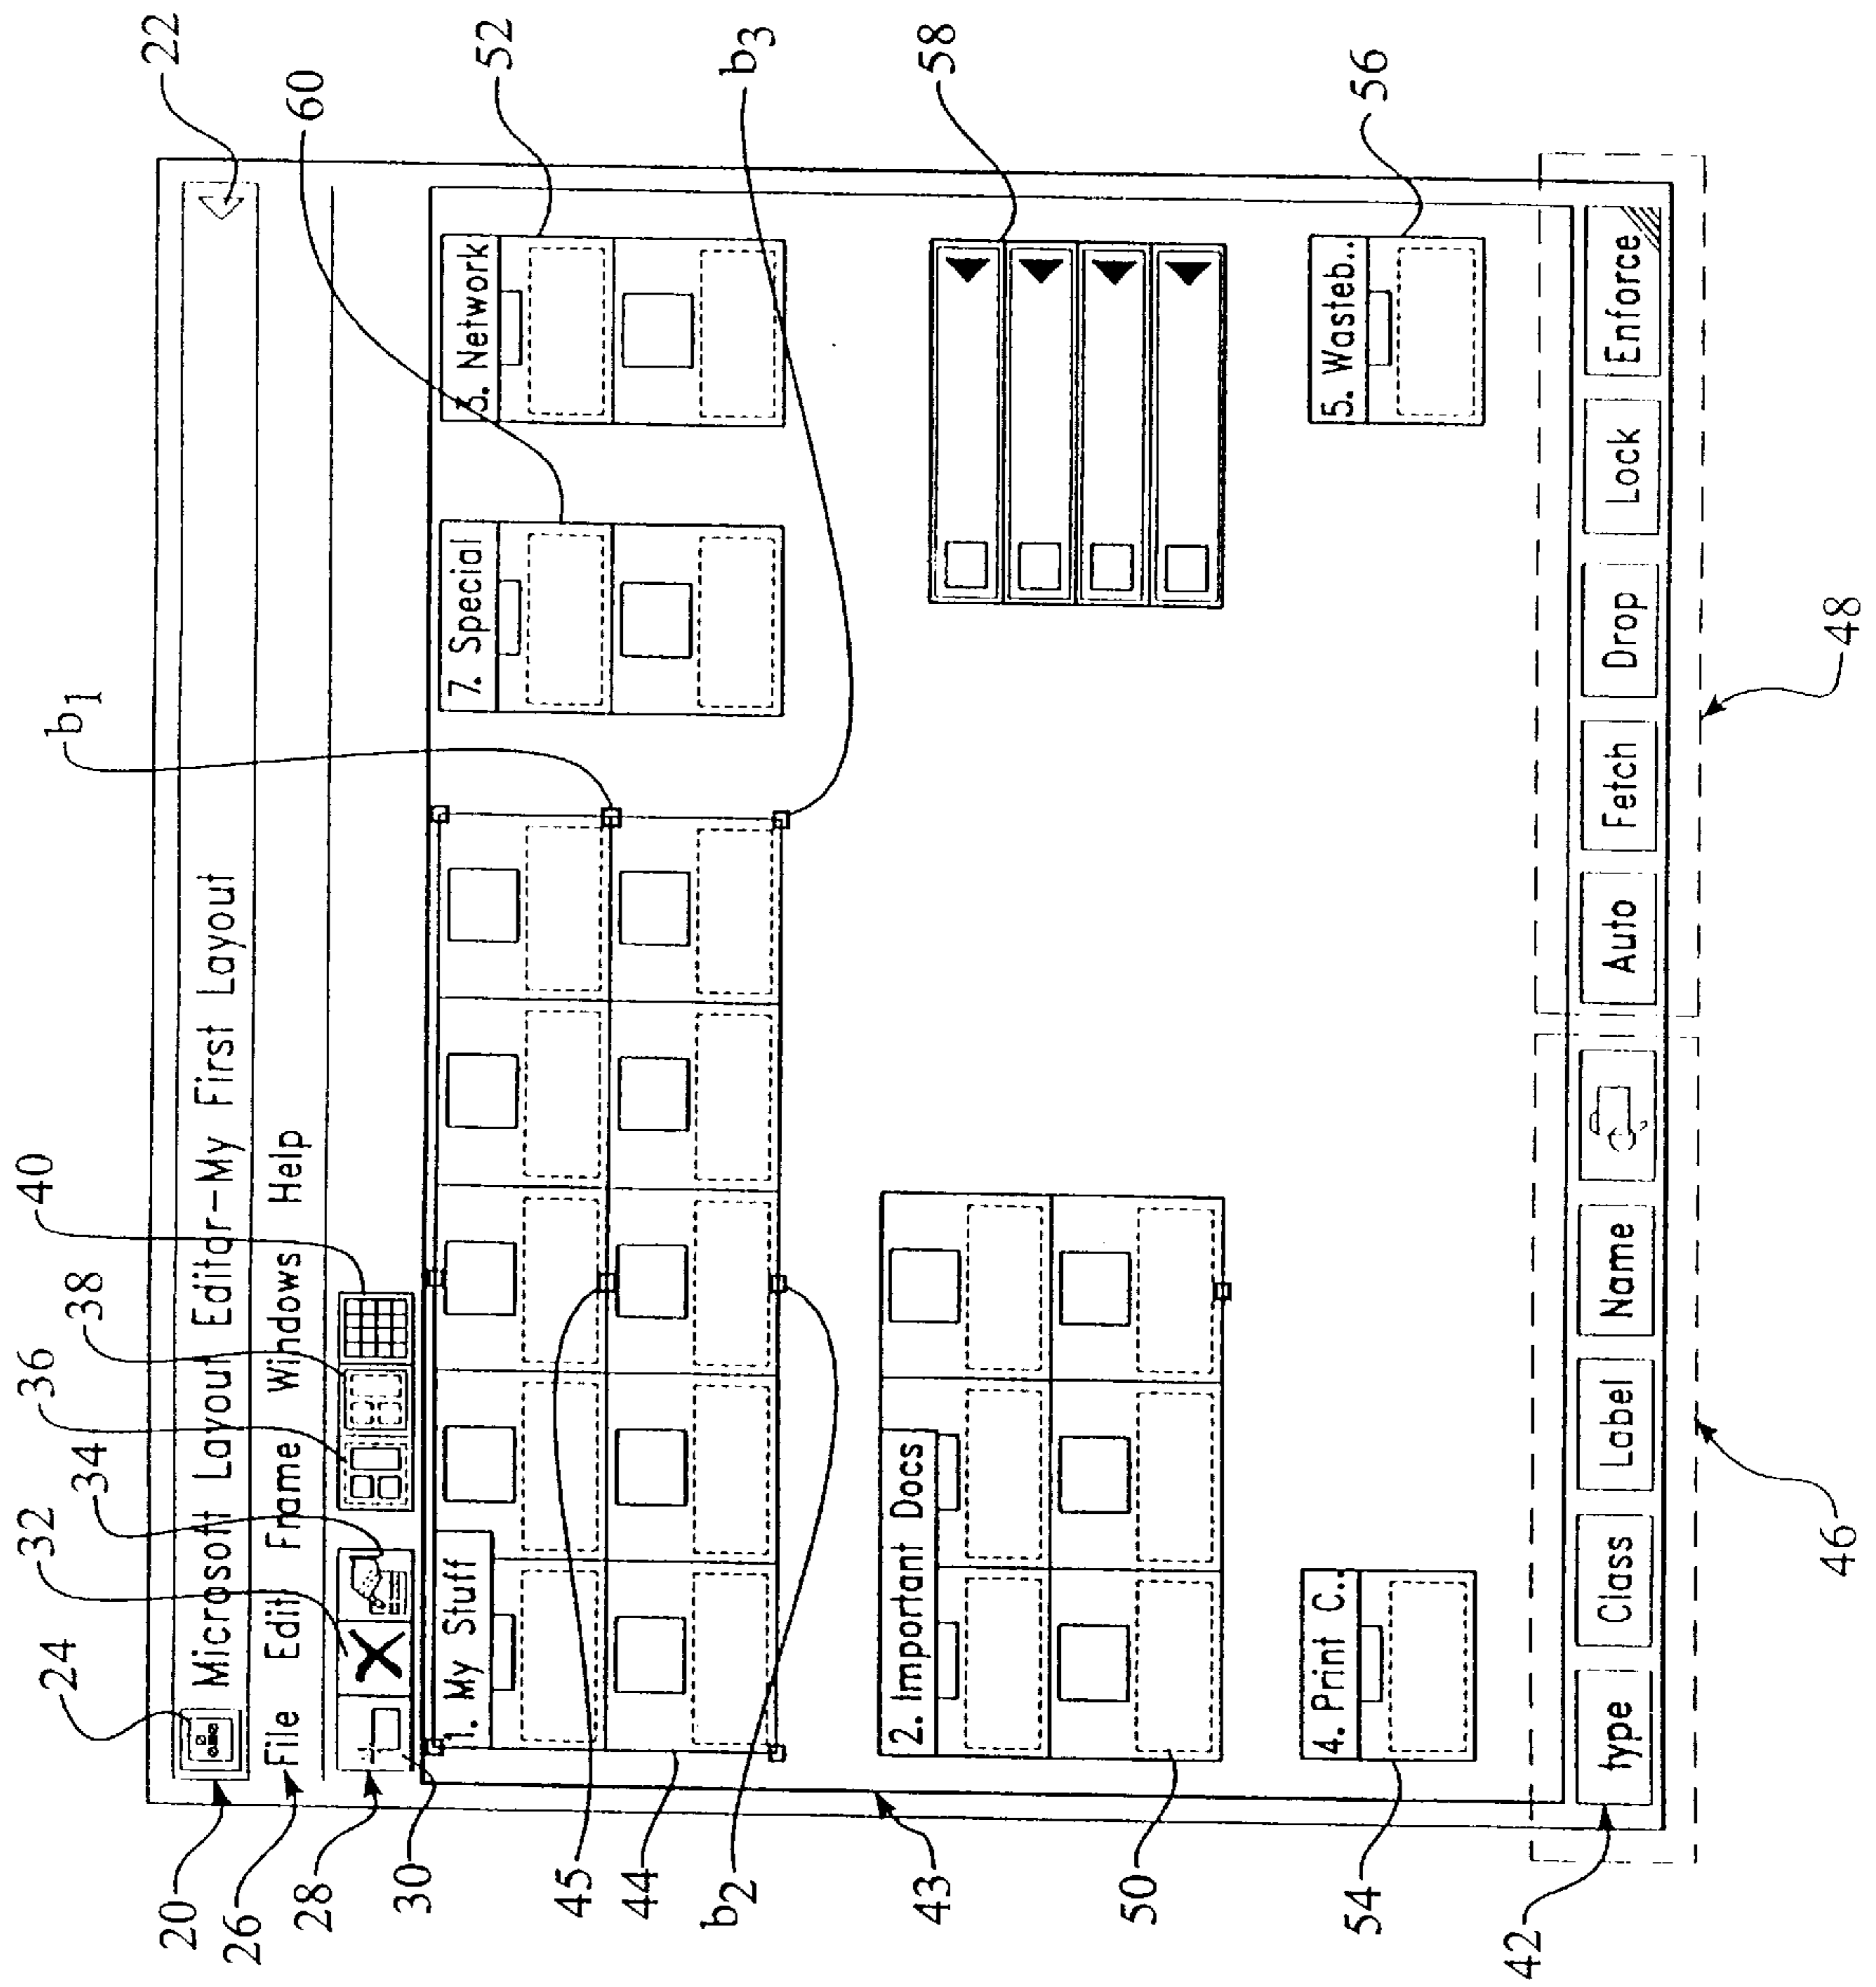 24
32
34
36
38
40
b1
60
22
20
Microsoft Layout Editor-My First Layout
26
File Edit Frame Windows Help
28
30
1. My Stuff
7. Special
3. Network
52
45
44
b2
b3
43
2. Important Docs
58
50
4. Print C..
5. Wasteb..
54
56
42
type Class Label Name Auto Fetch Drop Lock Enforce
46
48